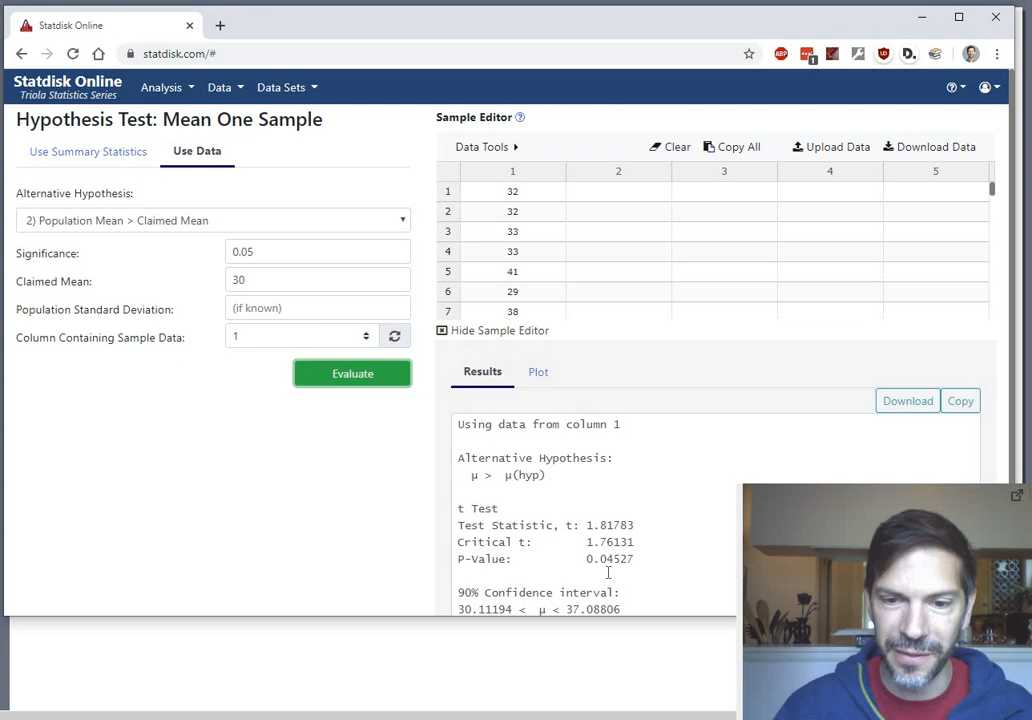 Statdisk Online
statdisk.com/#
ABP
1
D.
Statdisk Online
Triola Statistics Series
Analysis
Data
Data Sets
Hypothesis Test: Mean One Sample
Use Summary Statistics
Use Data
Alternative Hypothesis:
2) Population Mean > Claimed Mean
Significance:
0.05
Claimed Mean:
30
Population Standard Deviation:
(if known)
Column Containing Sample Data:
1
Evaluate
Sample Editor
Data Tools
Clear
Copy All
Upload Data
Download Data
1 2 3 4 5
1 32
2 32
3 33
4 33
5 41
6 29
7 38
Hide Sample Editor
Results
Plot
Download
Copy
Using data from column 1
Alternative Hypothesis:
μ > μ(hyp)
t Test
Test Statistic, t: 1.81783
Critical t: 1.76131
P-Value: 0.04527
90% Confidence interval:
30.11194 < μ < 37.08806